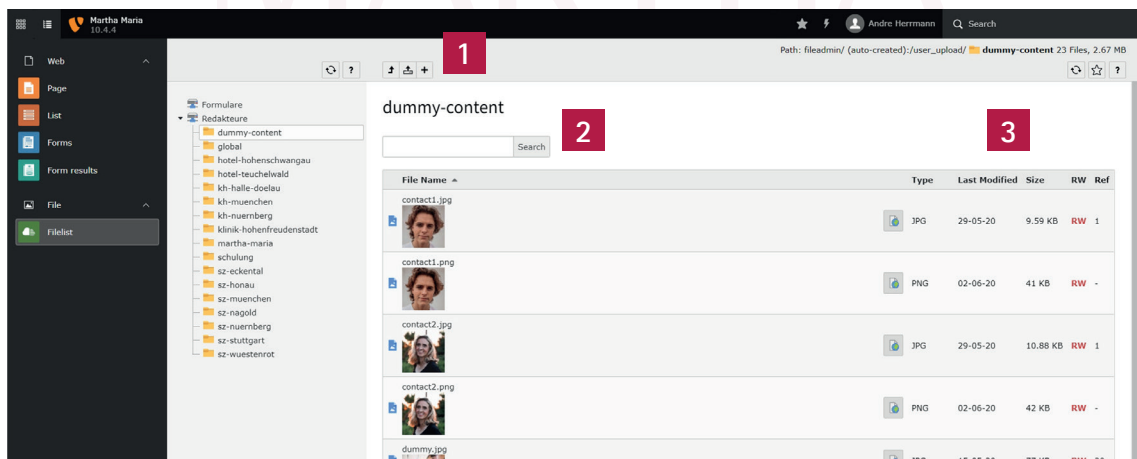 Martha Maria
10.4.4
Andre Herrmann
Search
Web
Page
List
Forms
Form results
File
Filelist
?
Formulare
Redakteure
dummy-content
global
hotel-hohenschwangau
hotel-teuchelwald
kh-halle-doelau
kh-muenchen
kh-nuernberg
klinik-hohenfreudenstadt
martha-maria
schulung
sz-eckental
sz-honau
sz-muenchen
sz-nagold
sz-nuernberg
sz-stuttgart
sz-wuestenrot
1
Path: fileadmin/ (auto-created):/user_upload/ dummy-content 23 Files, 2.67 MB
?
dummy-content
Search
2
3
File Name Type Last Modified Size RW Ref
contact1.jpg
JPG 29-05-20 9.59 KB RW 1
contact1.png
PNG 02-06-20 41 KB RW -
contact2.jpg
JPG 29-05-20 10.88 KB RW 1
contact2.png
PNG 02-06-20 42 KB RW -
dummy.jpg